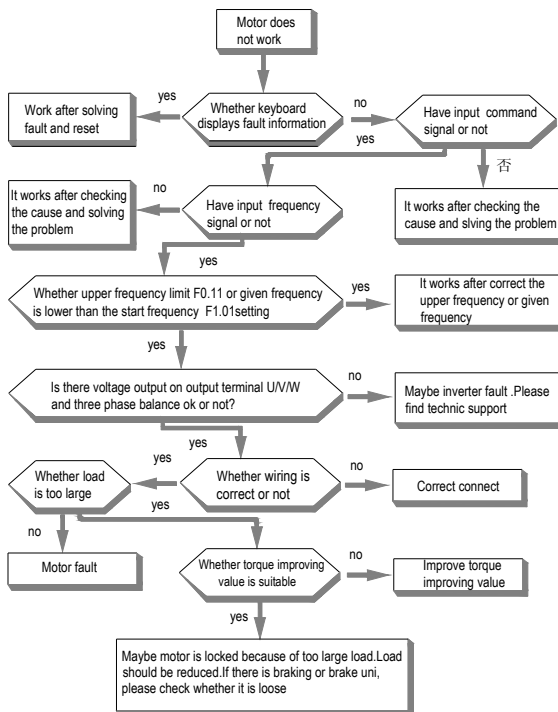 Motor does
not work
yes
Work after solving
fault and reset
Whether keyboard
displays fault information
no
Have input command
signal or not
yes
否
no
It works after checking
the cause and solving
the problem
Have input frequency
signal or not
It works after checking the
cause and slving the problem
yes
Whether upper frequency limit F0.11 or given frequency
is lower than the start frequency F1.01setting
yes
It works after correct the
upper frequency or given
frequency
yes
Is there voltage output on output terminal U/V/W
and three phase balance ok or not?
no
Maybe inverter fault .Please
find technic support
yes
Whether load
is too large
yes
Whether wiring is
correct or not
no
Correct connect
yes
no
Motor fault
Whether torque improving
value is suitable
no
Improve torque
improving value
yes
Maybe motor is locked because of too large load.Load
should be reduced.If there is braking or brake uni,
please check whether it is loose